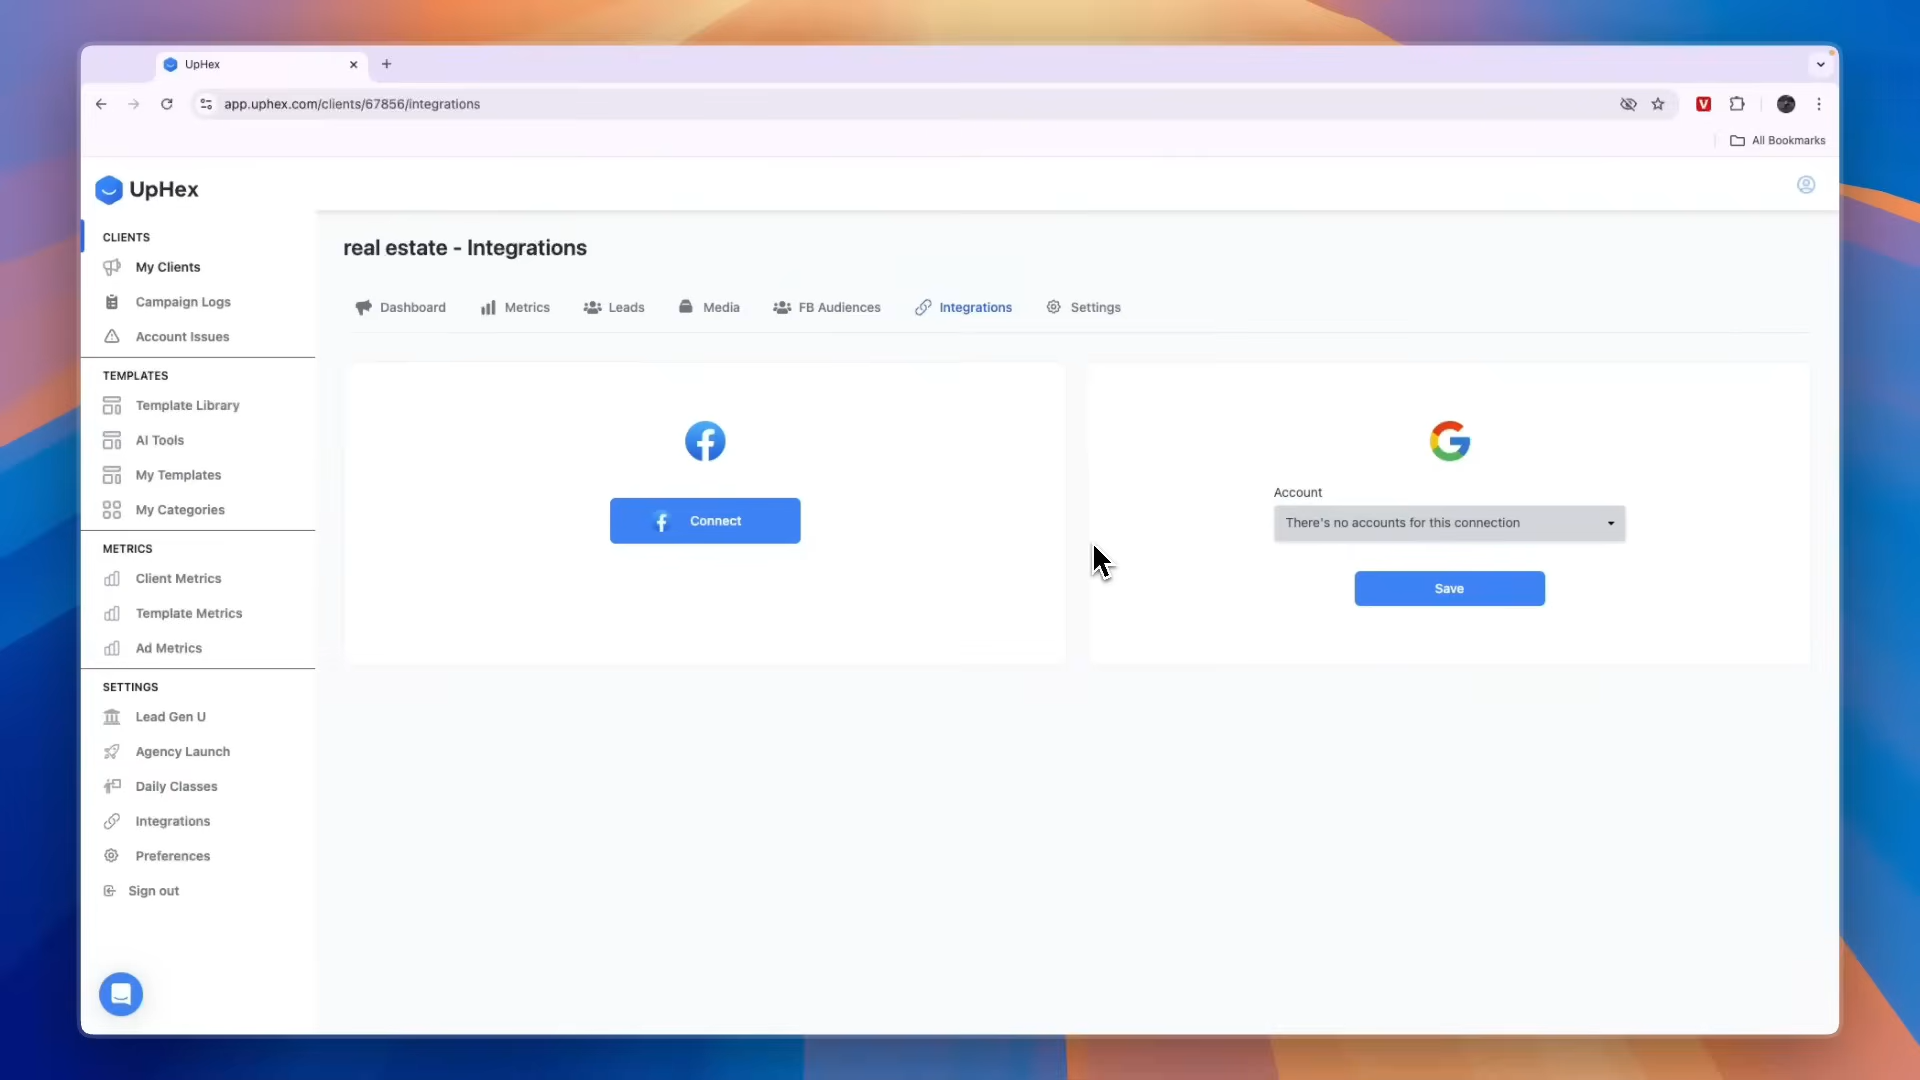 UpHex
app.uphex.com/clients/67856/integrations
V
All Bookmarks
UpHex
CLIENTS
My Clients
Campaign Logs
Account Issues
TEMPLATES
Template Library
AI Tools
My Templates
My Categories
METRICS
Client Metrics
Template Metrics
Ad Metrics
SETTINGS
Lead Gen U
Agency Launch
Daily Classes
Integrations
Preferences
Sign out
real estate - Integrations
Dashboard Metrics Leads Media FB Audiences Integrations Settings
Connect
Account
There's no accounts for this connection
Save